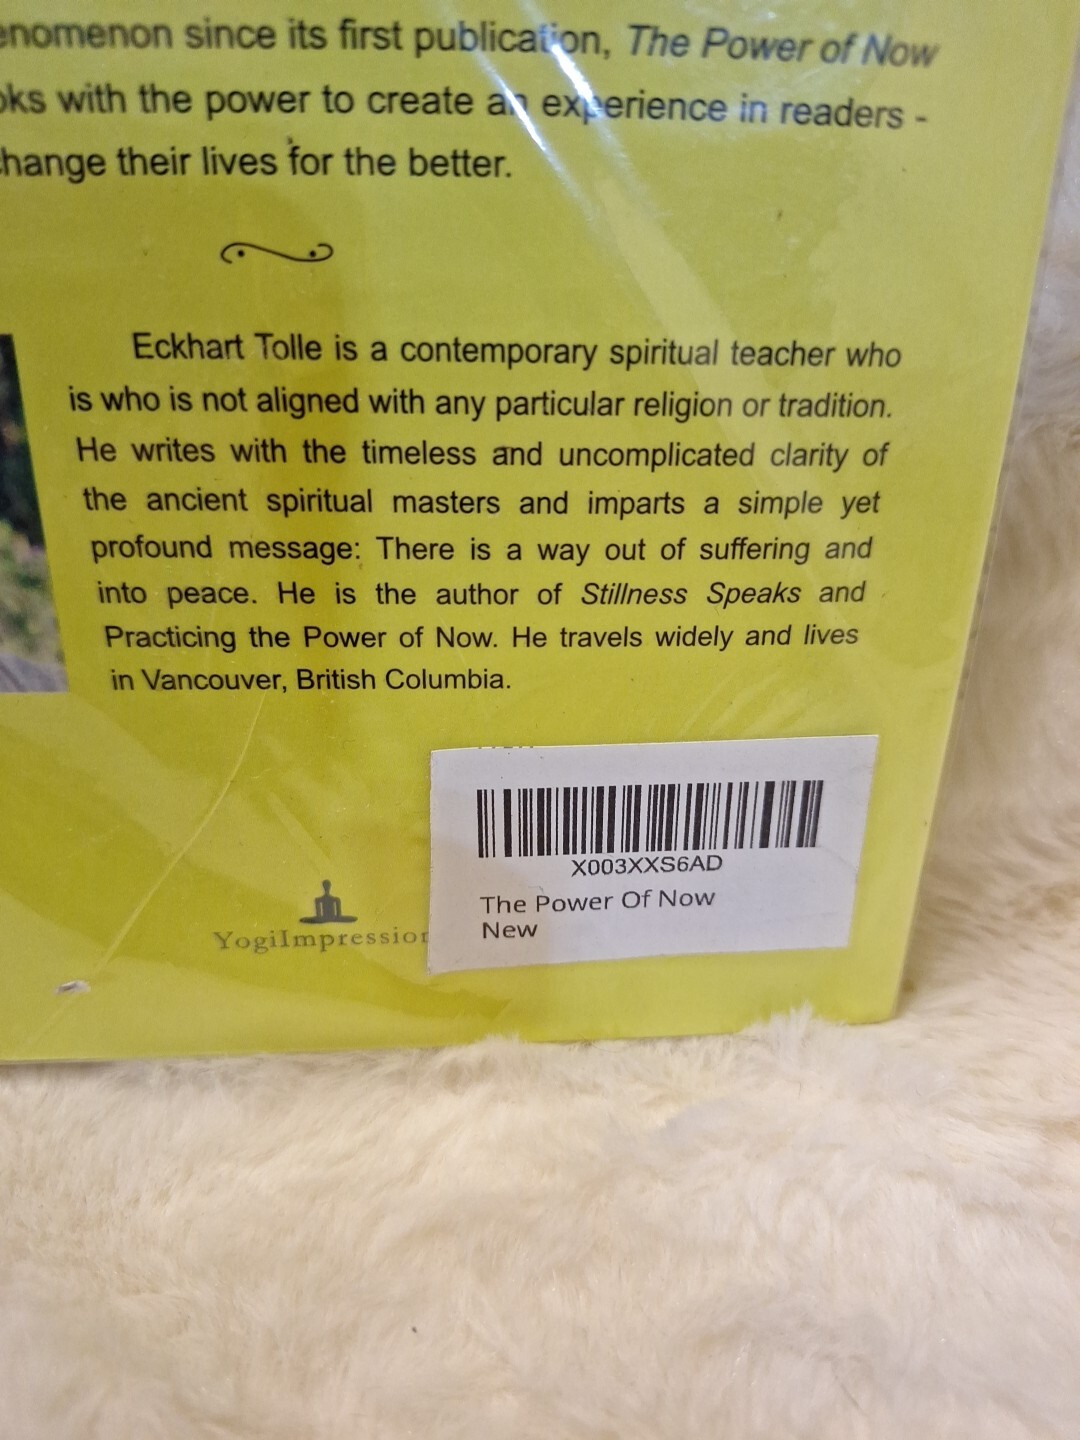 since its first publication, The Power of Now
with the power to create an experience in readers -
their lives for the better.
Eckhart Tolle is a contemporary spiritual teacher who
is who is not aligned with any particular religion or tradition.
He writes with the timeless and uncomplicated clarity of
the ancient spiritual masters and imparts a simple yet
profound message: There is a way out of suffering and
into peace. He is the author of Stillness Speaks and
Practicing the Power of Now. He travels widely and lives
in Vancouver, British Columbia.
X003XXS6AD
The Power Of Now
New
YogiImpression